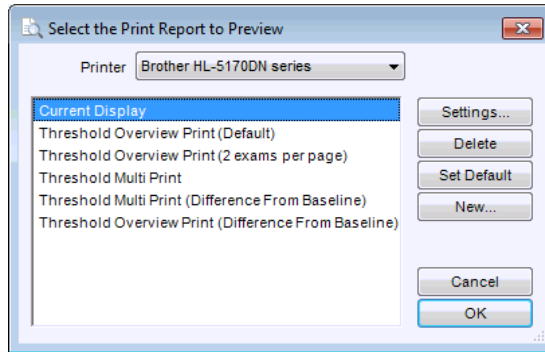 Select the Print Report to Preview
Printer Brother HL-5170DN series
Current Display
Threshold Overview Print (Default)
Threshold Overview Print (2 exams per page)
Threshold Multi Print
Threshold Multi Print (Difference From Baseline)
Threshold Overview Print (Difference From Baseline)
Settings...
Delete
Set Default
New...
Cancel
OK